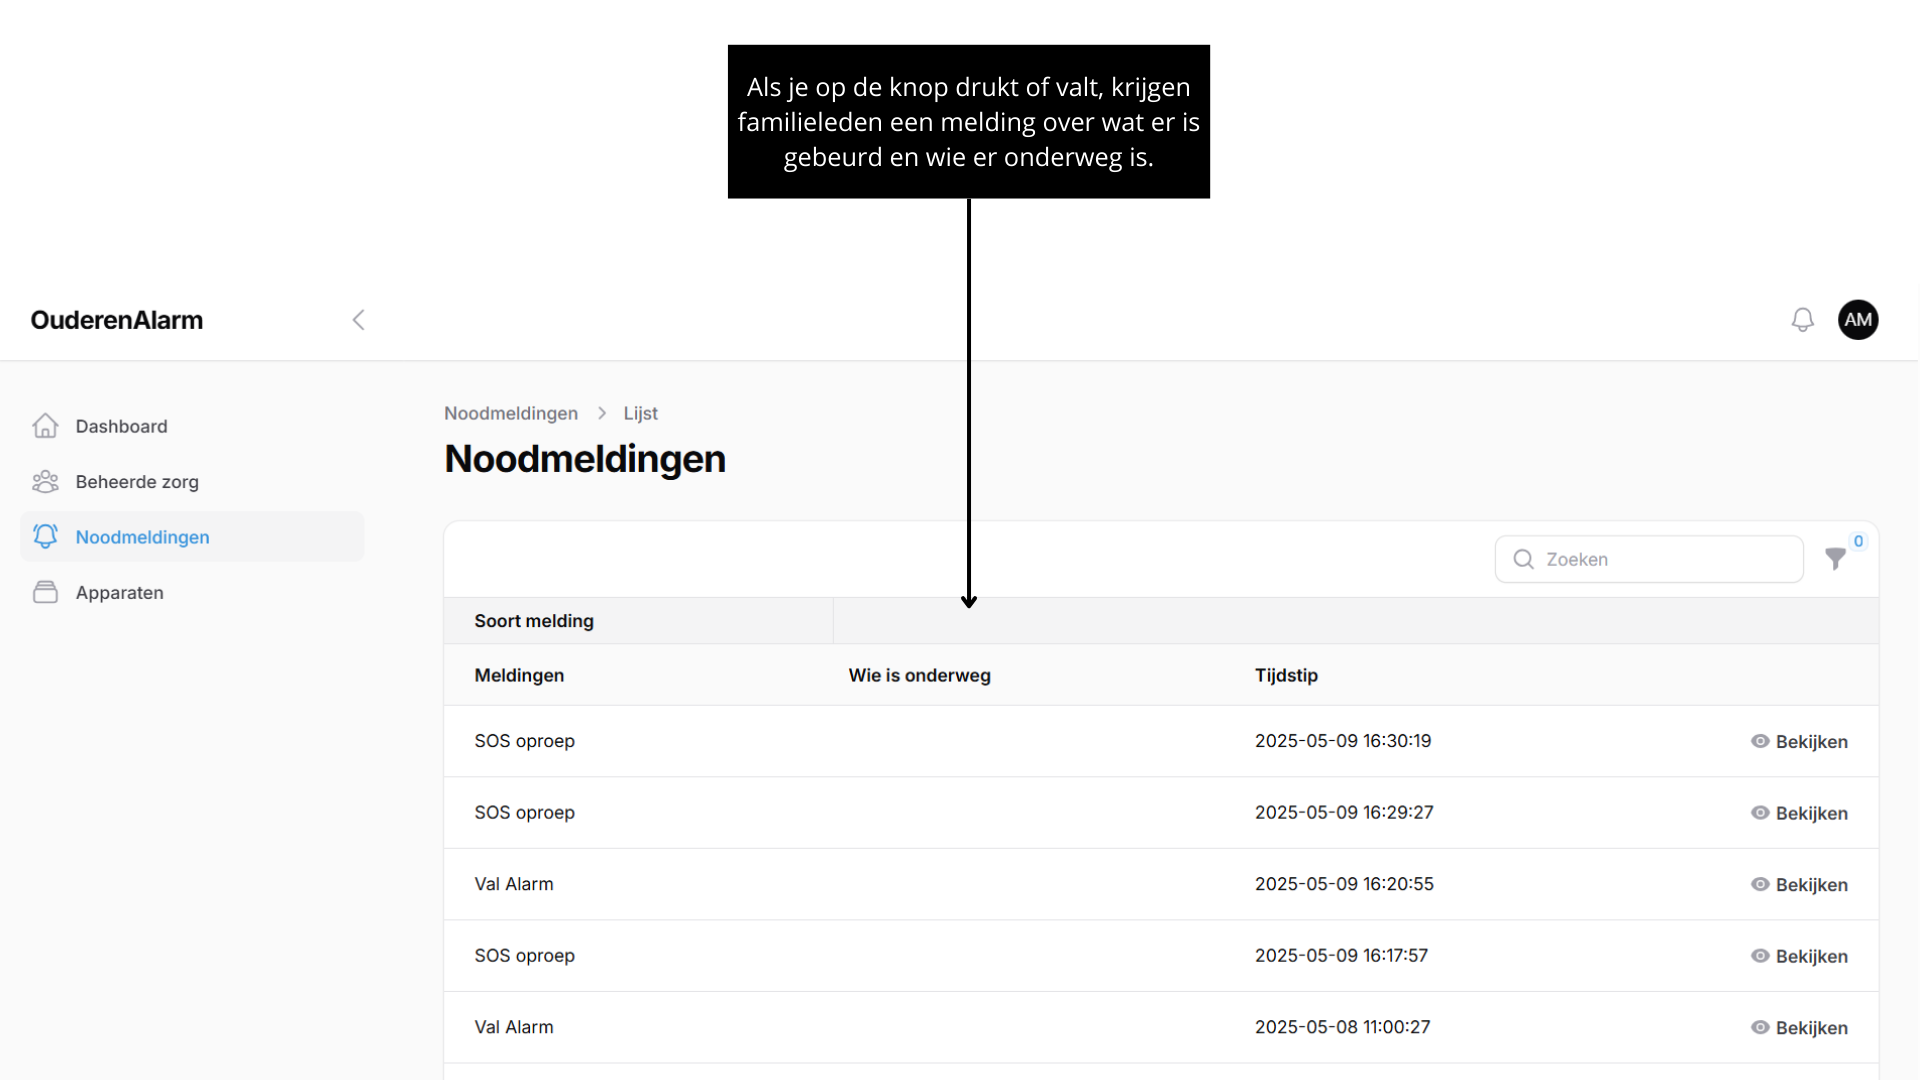 Als je op de knop drukt of valt, krijgen
familieleden een melding over wat er is
gebeurd en wie er onderweg is.
OuderenAlarm
AM
Dashboard
Beheerde zorg
Noodmeldingen
Apparaten
Noodmeldingen > Lijst
Noodmeldingen
Zoeken
0
Soort melding
Meldingen Wie is onderweg Tijdstip
SOS oproep 2025-05-09 16:30:19 Bekijken
SOS oproep 2025-05-09 16:29:27 Bekijken
Val Alarm 2025-05-09 16:20:55 Bekijken
SOS oproep 2025-05-09 16:17:57 Bekijken
Val Alarm 2025-05-08 11:00:27 Bekijken